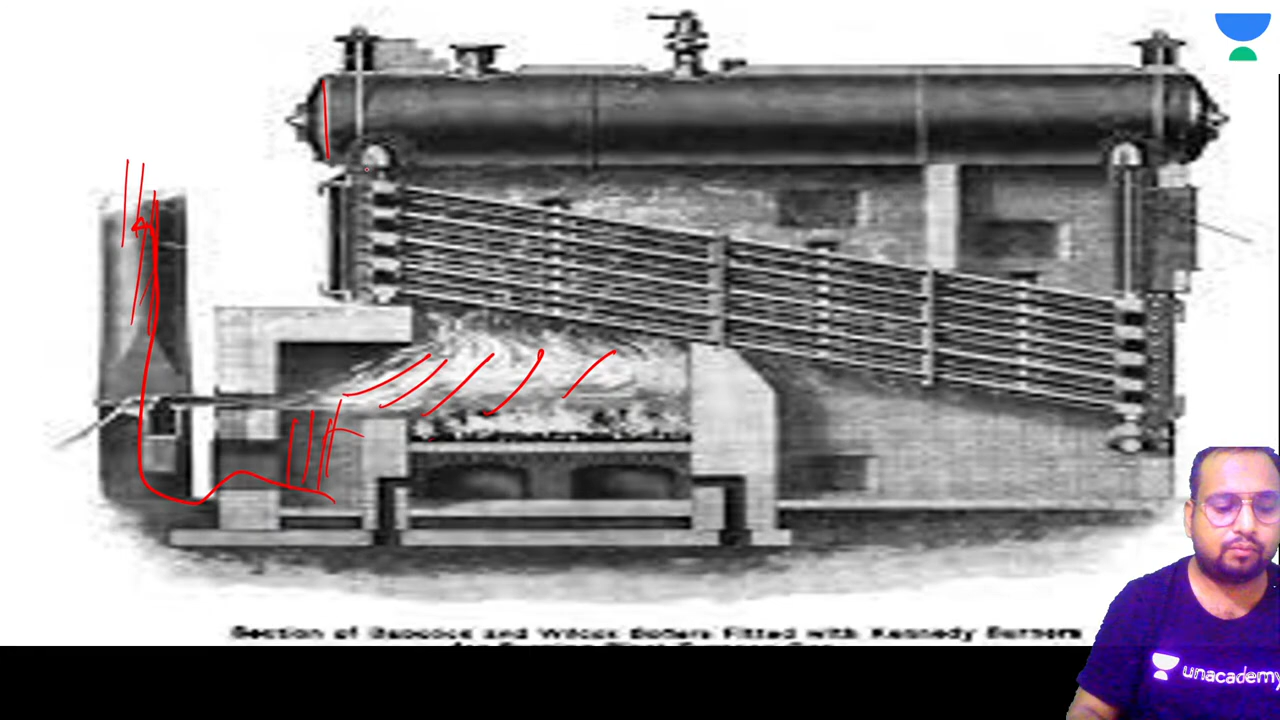 Section of Babcock and Wilcox Boilers Fitted with Kennedy Burners
unacademy